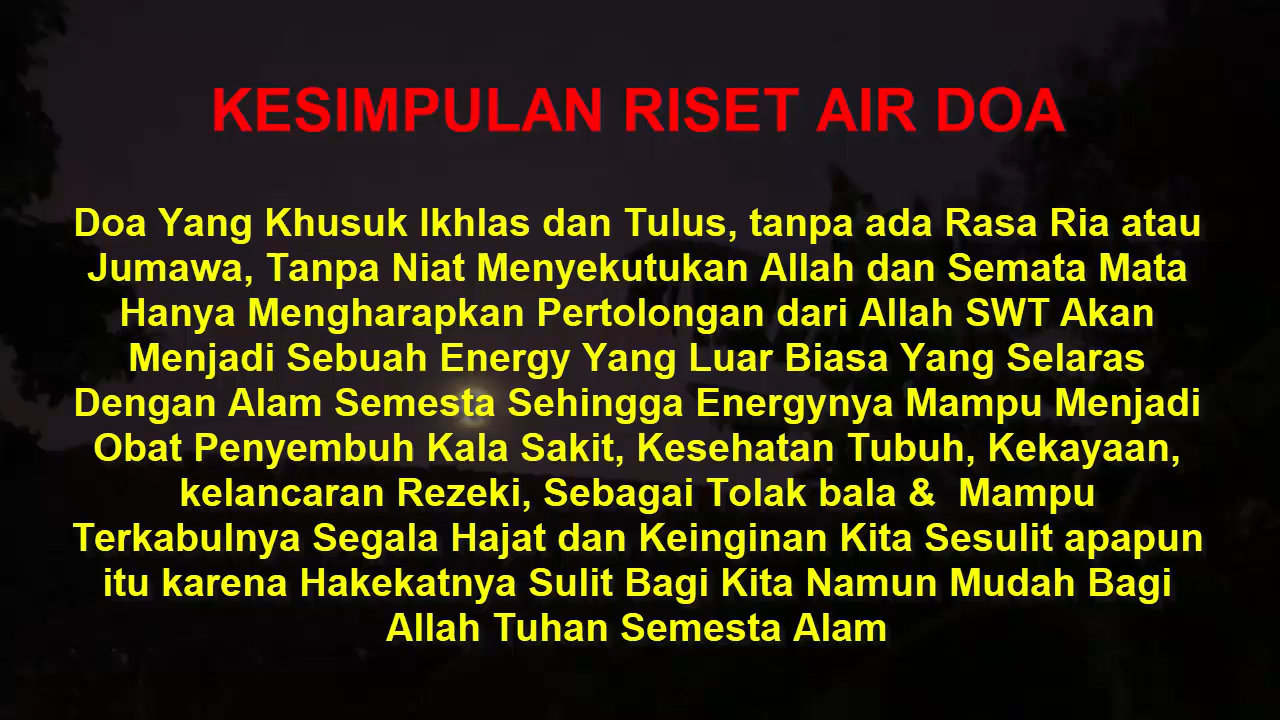 KESIMPULAN RISET AIR DOA
Doa Yang Khusuk Ikhlas dan Tulus, tanpa ada Rasa Ria atau
Jumawa, Tanpa Niat Menyekutukan Allah dan Semata Mata
Hanya Mengharapkan Pertolongan dari Allah SWT Akan
Menjadi Sebuah Energy Yang Luar Biasa Yang Selaras
Dengan Alam Semesta Sehingga Energynya Mampu Menjadi
Obat Penyembuh Kala Sakit, Kesehatan Tubuh, Kekayaan,
kelancaran Rezeki, Sebagai Tolak bala &  Mampu
Terkabulnya Segala Hajat dan Keinginan Kita Sesulit apapun
itu karena Hakekatnya Sulit Bagi Kita Namun Mudah Bagi
Allah Tuhan Semesta Alam